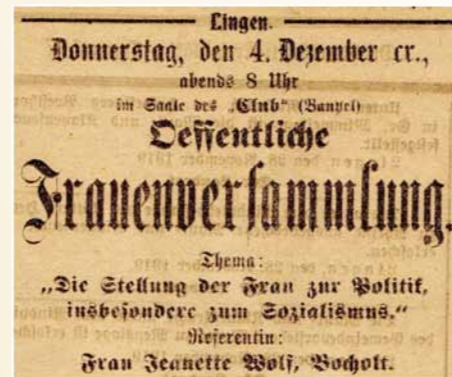 Lingen.
Donnerstag, den 4. Dezember cr.,
abends 8 Uhr
im Saale des „Club“ (Bantzel)
Oeffentliche
Frauenversammlung.
Thema:
„Die Stellung der Frau zur Politik,
insbesondere zum Sozialismus.“
Referentin:
Frau Jeanette Wolf, Bocholt.